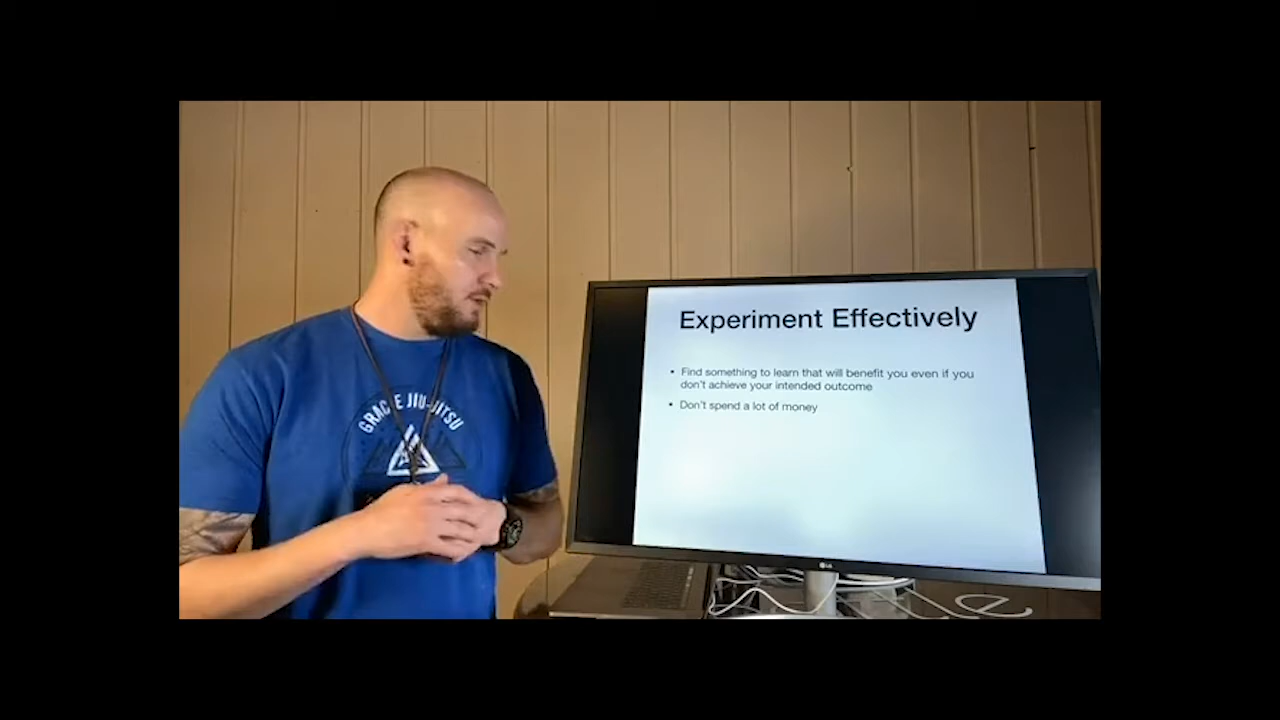 Experiment Effectively
• Find something to learn that will benefit you even if you
don't achieve your intended outcome
• Don't spend a lot of money
GRACIE JIU-JITSU
LG